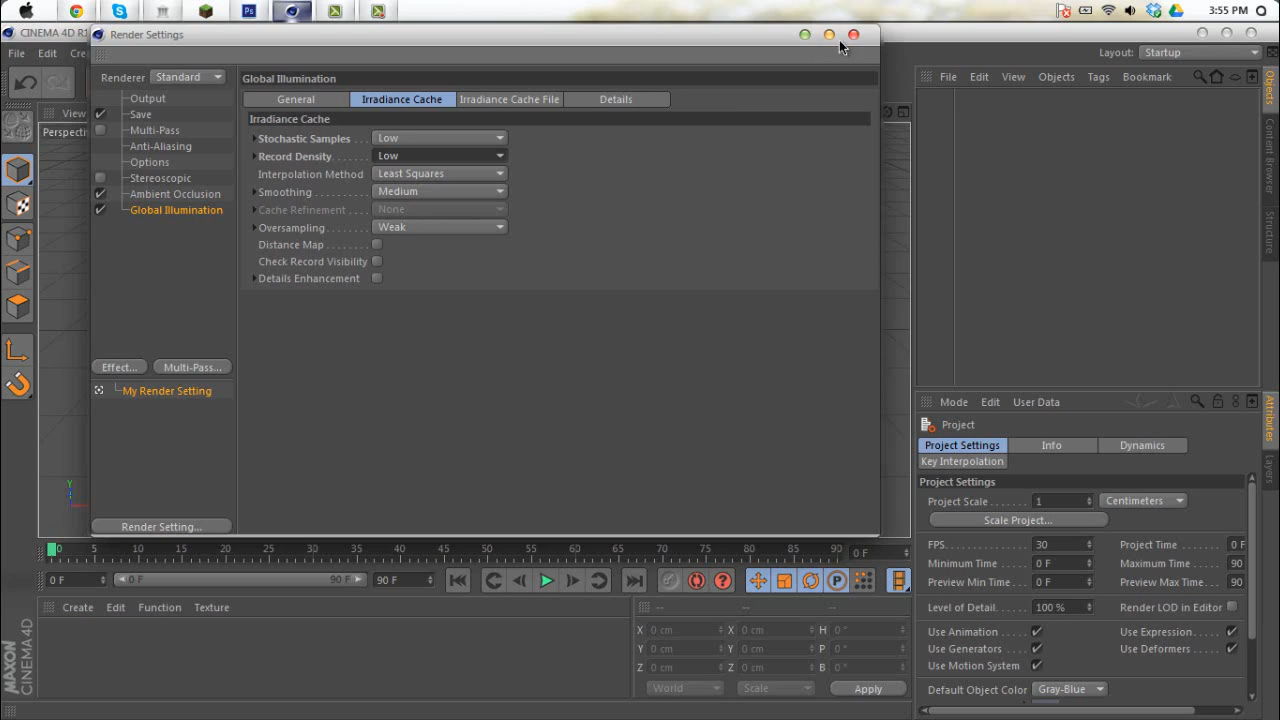 3:55 PM
CINEMA 4D R1
Render Settings
File Edit Cre
Layout: Startup
Renderer Standard
Output
Save
Multi-Pass
Anti-Aliasing
Options
Stereoscopic
Ambient Occlusion
Global Illumination
Effect... Multi-Pass...
My Render Setting
Render Setting...
Global Illumination
General Irradiance Cache Irradiance Cache File Details
Irradiance Cache
Stochastic Samples Low
Record Density Low
Interpolation Method Least Squares
Smoothing Medium
Cache Refinement None
Oversampling Weak
Distance Map
Check Record Visibility
Details Enhancement
View
Perspecti
Y
File Edit View Objects Tags Bookmark
Objects
Content Browser
Structure
Mode Edit User Data
Attributes
Layers
Project
Project Settings Info Dynamics
Key Interpolation
Project Settings
Project Scale 1 Centimeters
Scale Project...
FPS 30 Project Time 0 F
Minimum Time 0 F Maximum Time 90
Preview Min Time 0 F Preview Max Time 90
Level of Detail 100 % Render LOD in Editor
Use Animation Use Expression
Use Generators Use Deformers
Use Motion System
Default Object Color Gray-Blue
0 5 10 15 20 25 30 35 40 45 50 55 60 65 70 75 80 85 90 0 F
0 F 0 F 90 F 90 F
Create Edit Function Texture
-- -- --
X 0 cm X 0 cm H 0 °
Y 0 cm Y 0 cm P 0 °
Z 0 cm Z 0 cm B 0 °
World Scale Apply
MAXON
CINEMA 4D